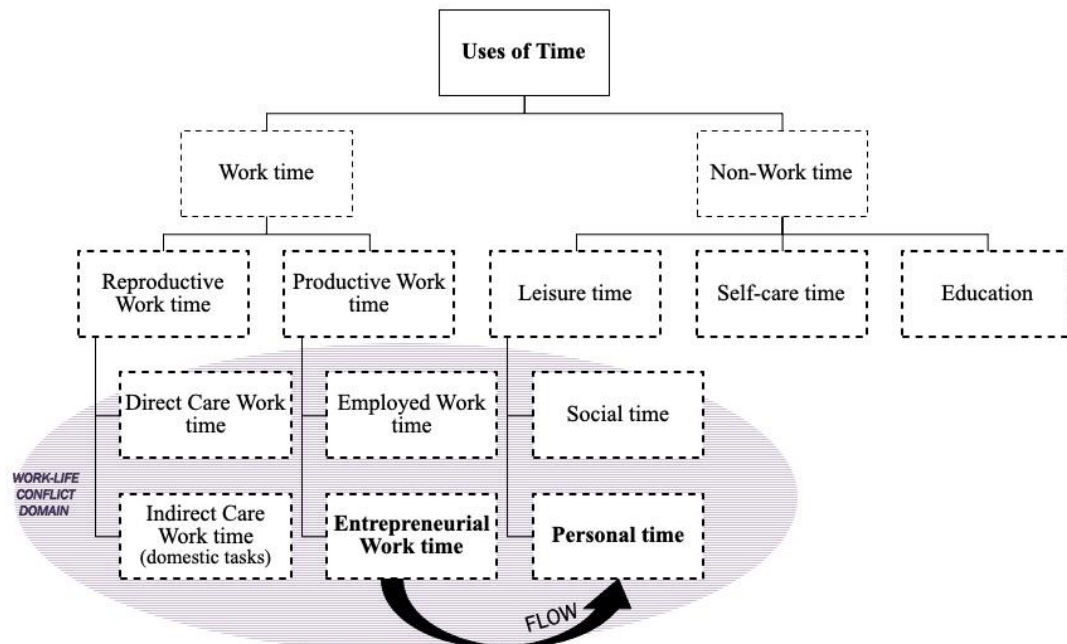 Uses of Time
Work time
Non-Work time
Reproductive
Work time
Productive Work
time
Leisure time
Self-care time
Education
Direct Care Work
time
Employed Work
time
Social time
WORK-LIFE
CONFLICT
DOMAIN
Indirect Care
Work time
(domestic tasks)
Entrepreneurial
Work time
Personal time
FLOW